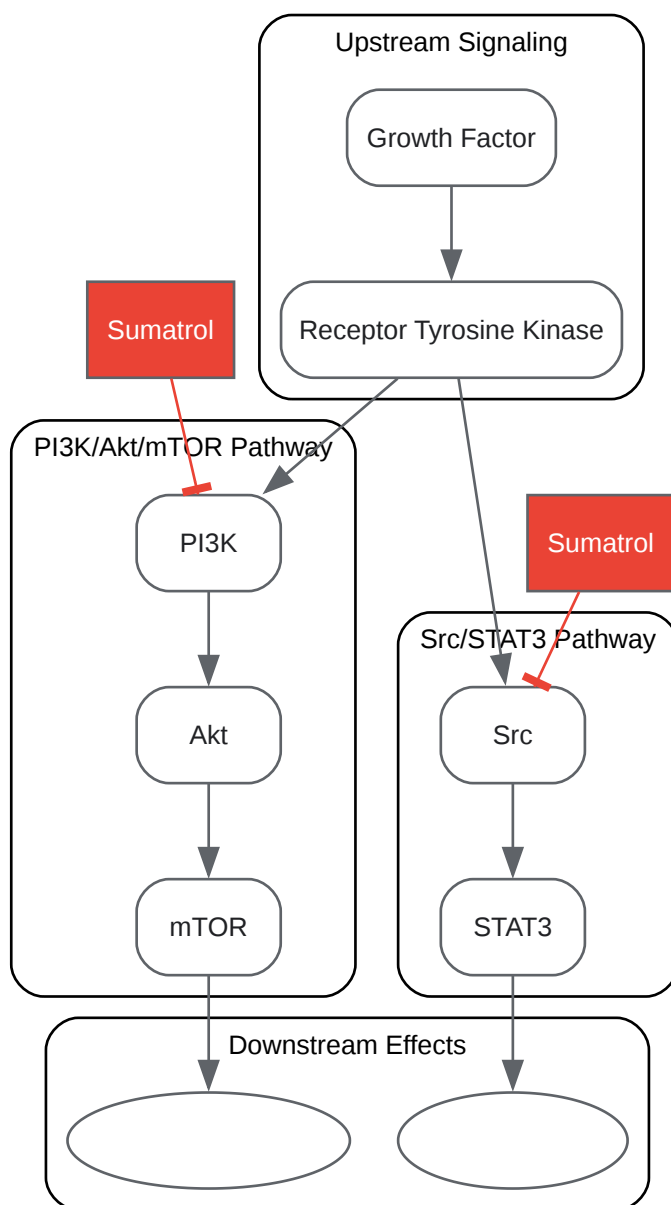 Upstream Signaling
Growth Factor
Receptor Tyrosine Kinase
Sumatrol
PI3K/Akt/mTOR Pathway
PI3K
Akt
mTOR
Sumatrol
Src/STAT3 Pathway
Src
STAT3
Downstream Effects